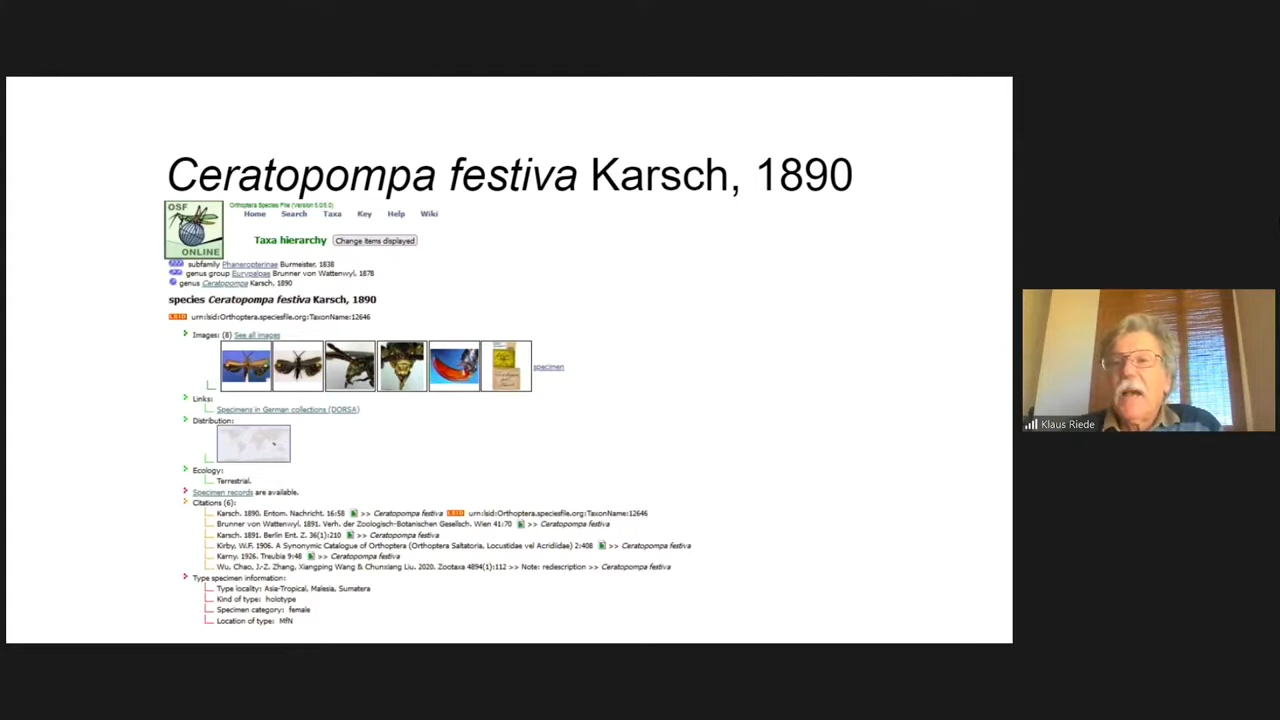 Ceratopompa festiva Karsch, 1890
OSF
ONLINE
Orthoptera Species File (Version 5.0/5.0)
Home Search Taxa Key Help Wiki
Taxa hierarchy Change items displayed
subfamily Phaneropterinae Burmeister, 1838
genus group Eurypalpae Brunner von Wattenwyl, 1878
genus Ceratopompa Karsch, 1890
species Ceratopompa festiva Karsch, 1890
LSID urn:lsid:Orthoptera.speciesfile.org:TaxonName:12646
Images: (8) See all images
specimen
Links:
Specimens in German collections (DORSA)
Distribution:
Ecology:
Terrestrial.
Specimen records are available.
Citations (6):
Karsch. 1890. Entom. Nachricht. 16:58 >> Ceratopompa festiva LSID urn:lsid:Orthoptera.speciesfile.org:TaxonName:12646
Brunner von Wattenwyl. 1891. Verh. der Zoologisch-Botanischen Gesellsch. Wien 41:70 >> Ceratopompa festiva
Karsch. 1891. Berlin Ent. Z. 36(1):210 >> Ceratopompa festiva
Kirby, W.F. 1906. A Synonymic Catalogue of Orthoptera (Orthoptera Saltatoria, Locustidae vel Acridiidae) 2:408 >> Ceratopompa festiva
Karny. 1926. Treubia 9:48 >> Ceratopompa festiva
Wu, Chao, J.-Z. Zhang, Xiangping Wang & Chunxiang Liu. 2020. Zootaxa 4894(1):112 >> Note: redescription >> Ceratopompa festiva
Type specimen information:
Type locality: Asia-Tropical, Malesia, Sumatera
Kind of type: holotype
Specimen category: female
Location of type: MfN
Klaus Riede